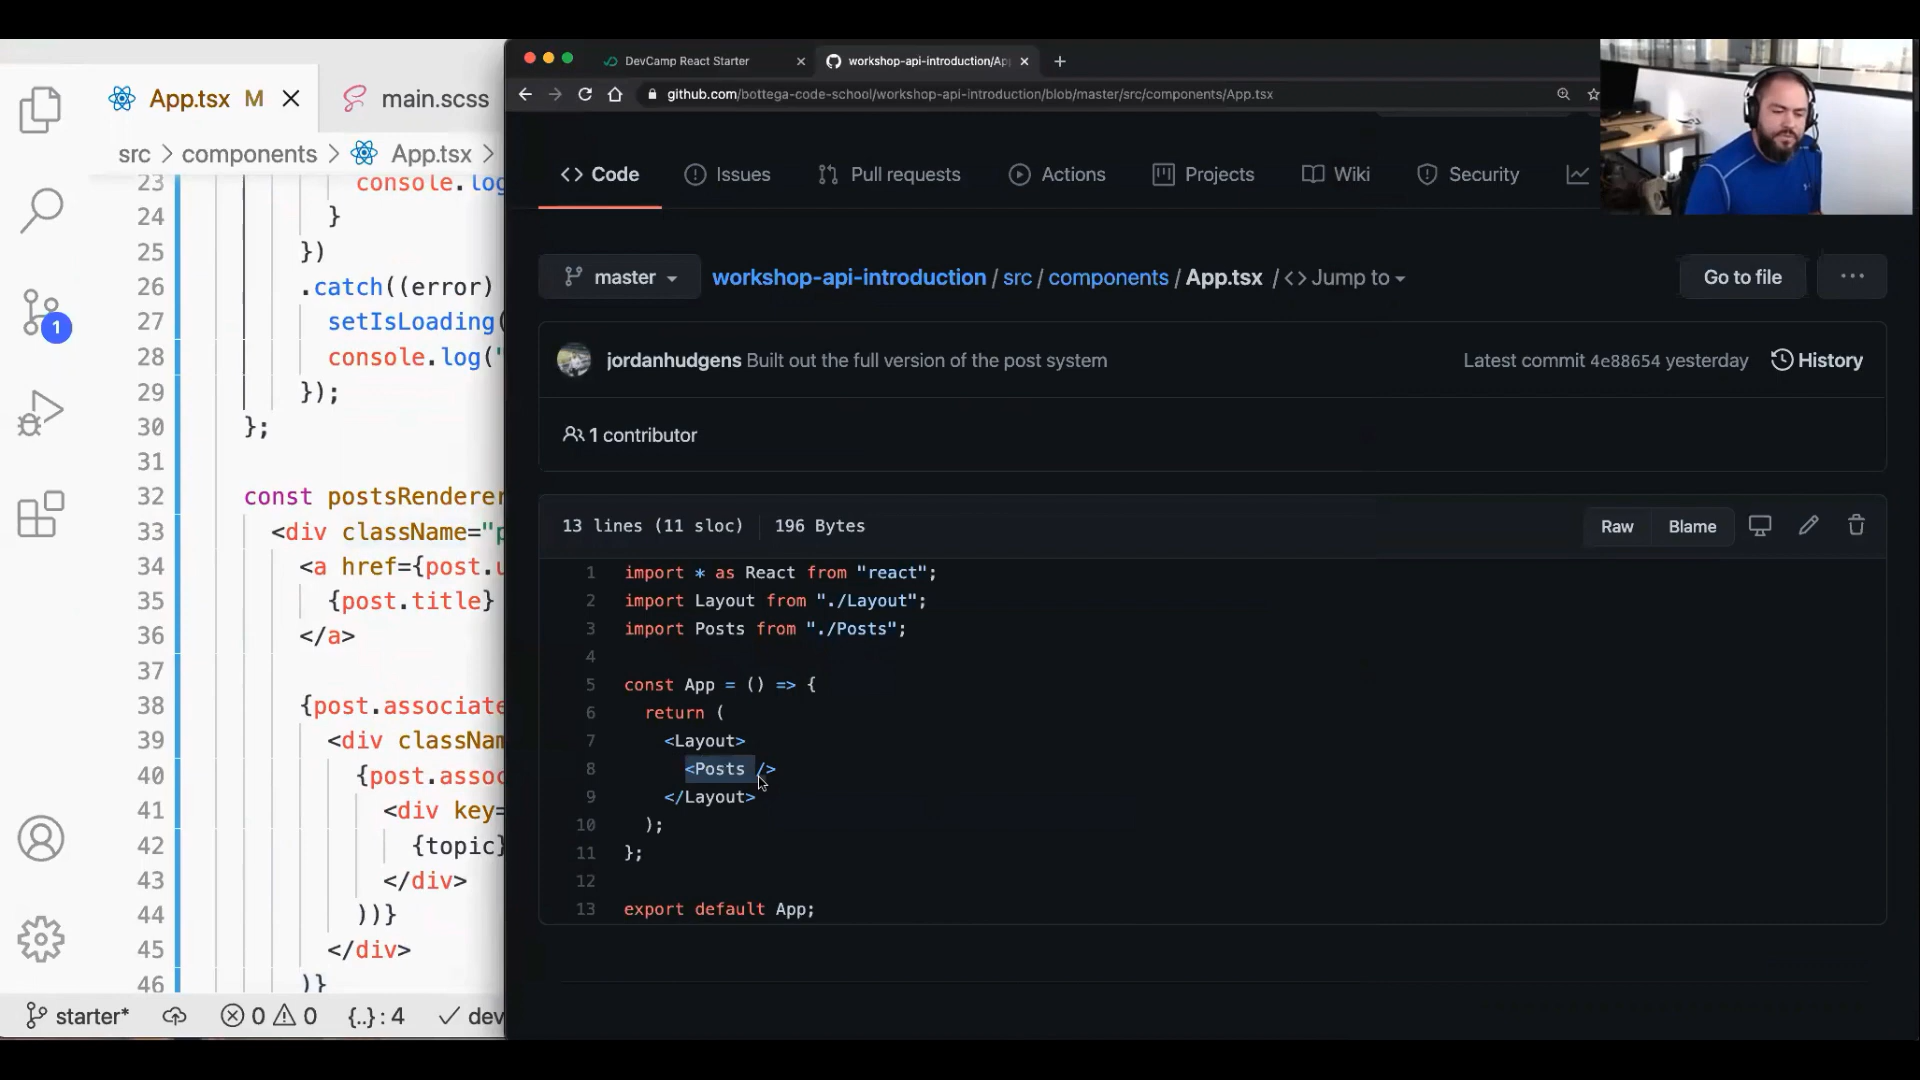 App.tsx M
main.scss
src > components > App.tsx >
23 console.log
24 }
25 })
26 .catch((error)
27 setIsLoading(
28 console.log("
29 });
30 };
31
32 const postsRenderer
33 <div className="p
34 <a href={post.u
35 {post.title}
36 </a>
37
38 {post.associate
39 <div classNam
40 {post.assoc
41 <div key=
42 {topic}
43 </div>
44 ))}
45 </div>
46 )}
1
starter* 0 0 {..} : 4 dev
DevCamp React Starter
workshop-api-introduction/Ap
github.com/bottega-code-school/workshop-api-introduction/blob/master/src/components/App.tsx
Code Issues Pull requests Actions Projects Wiki Security
master workshop-api-introduction / src / components / App.tsx / <> Jump to Go to file ...
jordanhudgens Built out the full version of the post system Latest commit 4e88654 yesterday History
1 contributor
13 lines (11 sloc) 196 Bytes Raw Blame
1 import * as React from "react";
2 import Layout from "./Layout";
3 import Posts from "./Posts";
4
5 const App = () => {
6 return (
7 <Layout>
8 <Posts />
9 </Layout>
10 );
11 };
12
13 export default App;